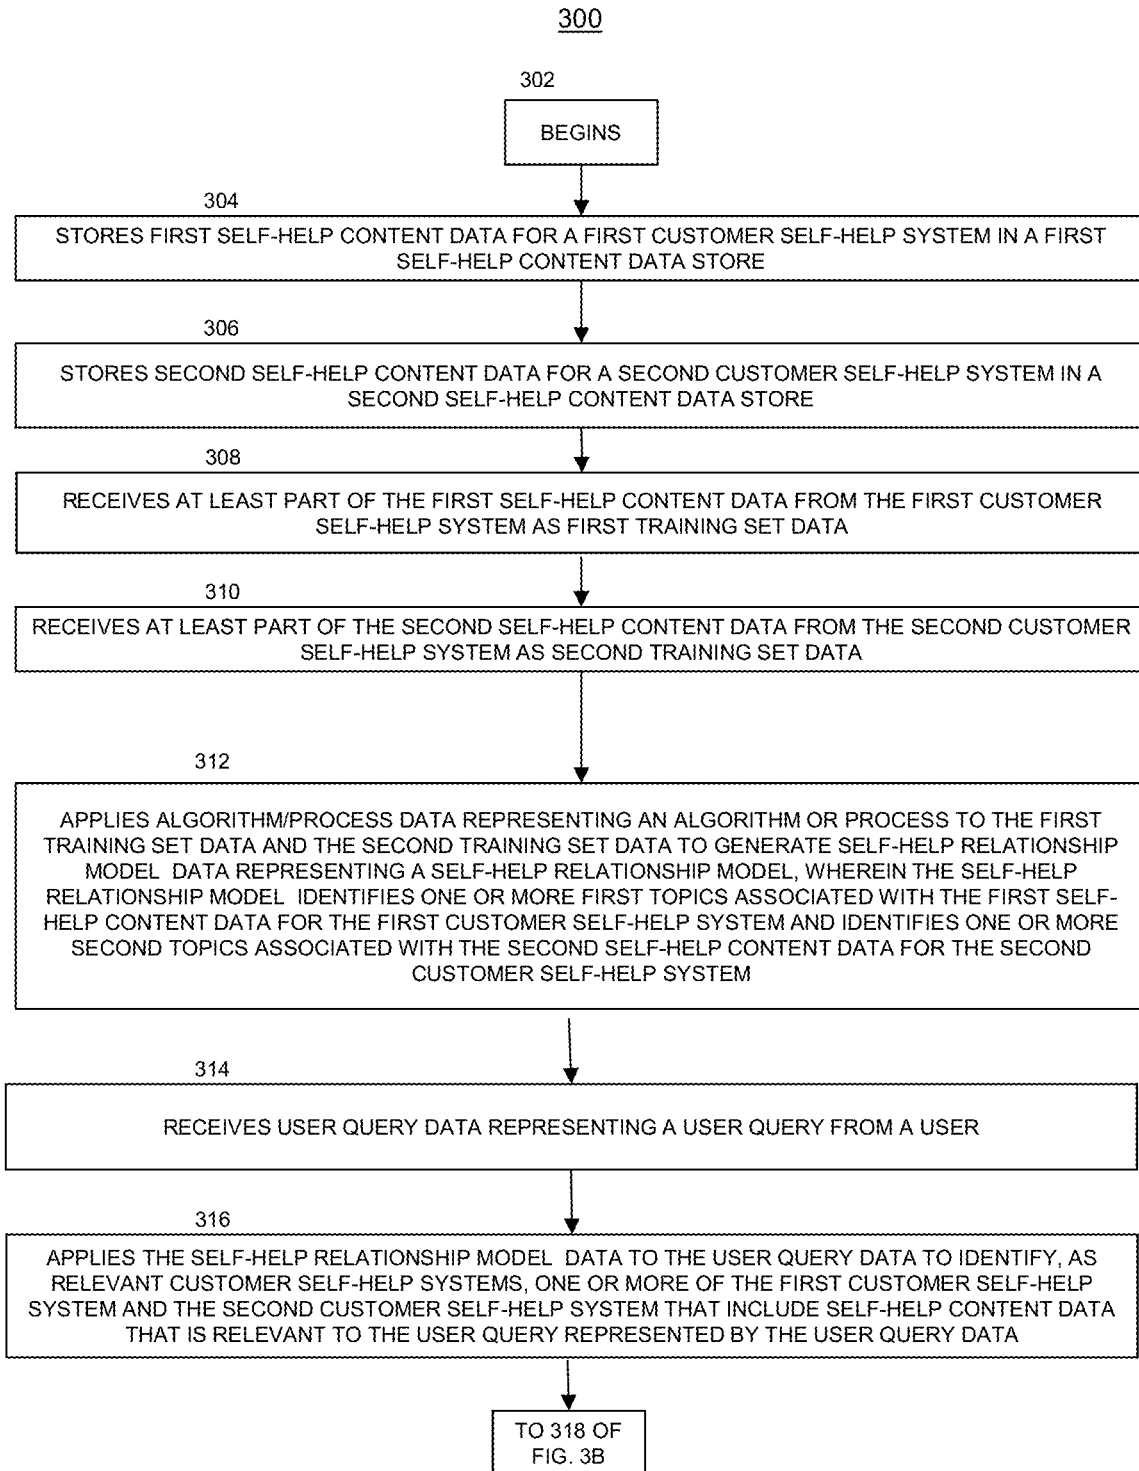 300
302
BEGINS
304
STORES FIRST SELF-HELP CONTENT DATA FOR A FIRST CUSTOMER SELF-HELP SYSTEM IN A FIRST
SELF-HELP CONTENT DATA STORE
306
STORES SECOND SELF-HELP CONTENT DATA FOR A SECOND CUSTOMER SELF-HELP SYSTEM IN A
SECOND SELF-HELP CONTENT DATA STORE
308
RECEIVES AT LEAST PART OF THE FIRST SELF-HELP CONTENT DATA FROM THE FIRST CUSTOMER
SELF-HELP SYSTEM AS FIRST TRAINING SET DATA
310
RECEIVES AT LEAST PART OF THE SECOND SELF-HELP CONTENT DATA FROM THE SECOND CUSTOMER
SELF-HELP SYSTEM AS SECOND TRAINING SET DATA
312
APPLIES ALGORITHM/PROCESS DATA REPRESENTING AN ALGORITHM OR PROCESS TO THE FIRST
TRAINING SET DATA AND THE SECOND TRAINING SET DATA TO GENERATE SELF-HELP RELATIONSHIP
MODEL DATA REPRESENTING A SELF-HELP RELATIONSHIP MODEL, WHEREIN THE SELF-HELP
RELATIONSHIP MODEL IDENTIFIES ONE OR MORE FIRST TOPICS ASSOCIATED WITH THE FIRST SELF-
HELP CONTENT DATA FOR THE FIRST CUSTOMER SELF-HELP SYSTEM AND IDENTIFIES ONE OR MORE
SECOND TOPICS ASSOCIATED WITH THE SECOND SELF-HELP CONTENT DATA FOR THE SECOND
CUSTOMER SELF-HELP SYSTEM
314
RECEIVES USER QUERY DATA REPRESENTING A USER QUERY FROM A USER
316
APPLIES THE SELF-HELP RELATIONSHIP MODEL DATA TO THE USER QUERY DATA TO IDENTIFY, AS
RELEVANT CUSTOMER SELF-HELP SYSTEMS, ONE OR MORE OF THE FIRST CUSTOMER SELF-HELP
SYSTEM AND THE SECOND CUSTOMER SELF-HELP SYSTEM THAT INCLUDE SELF-HELP CONTENT DATA
THAT IS RELEVANT TO THE USER QUERY REPRESENTED BY THE USER QUERY DATA
TO 318 OF
FIG. 3B